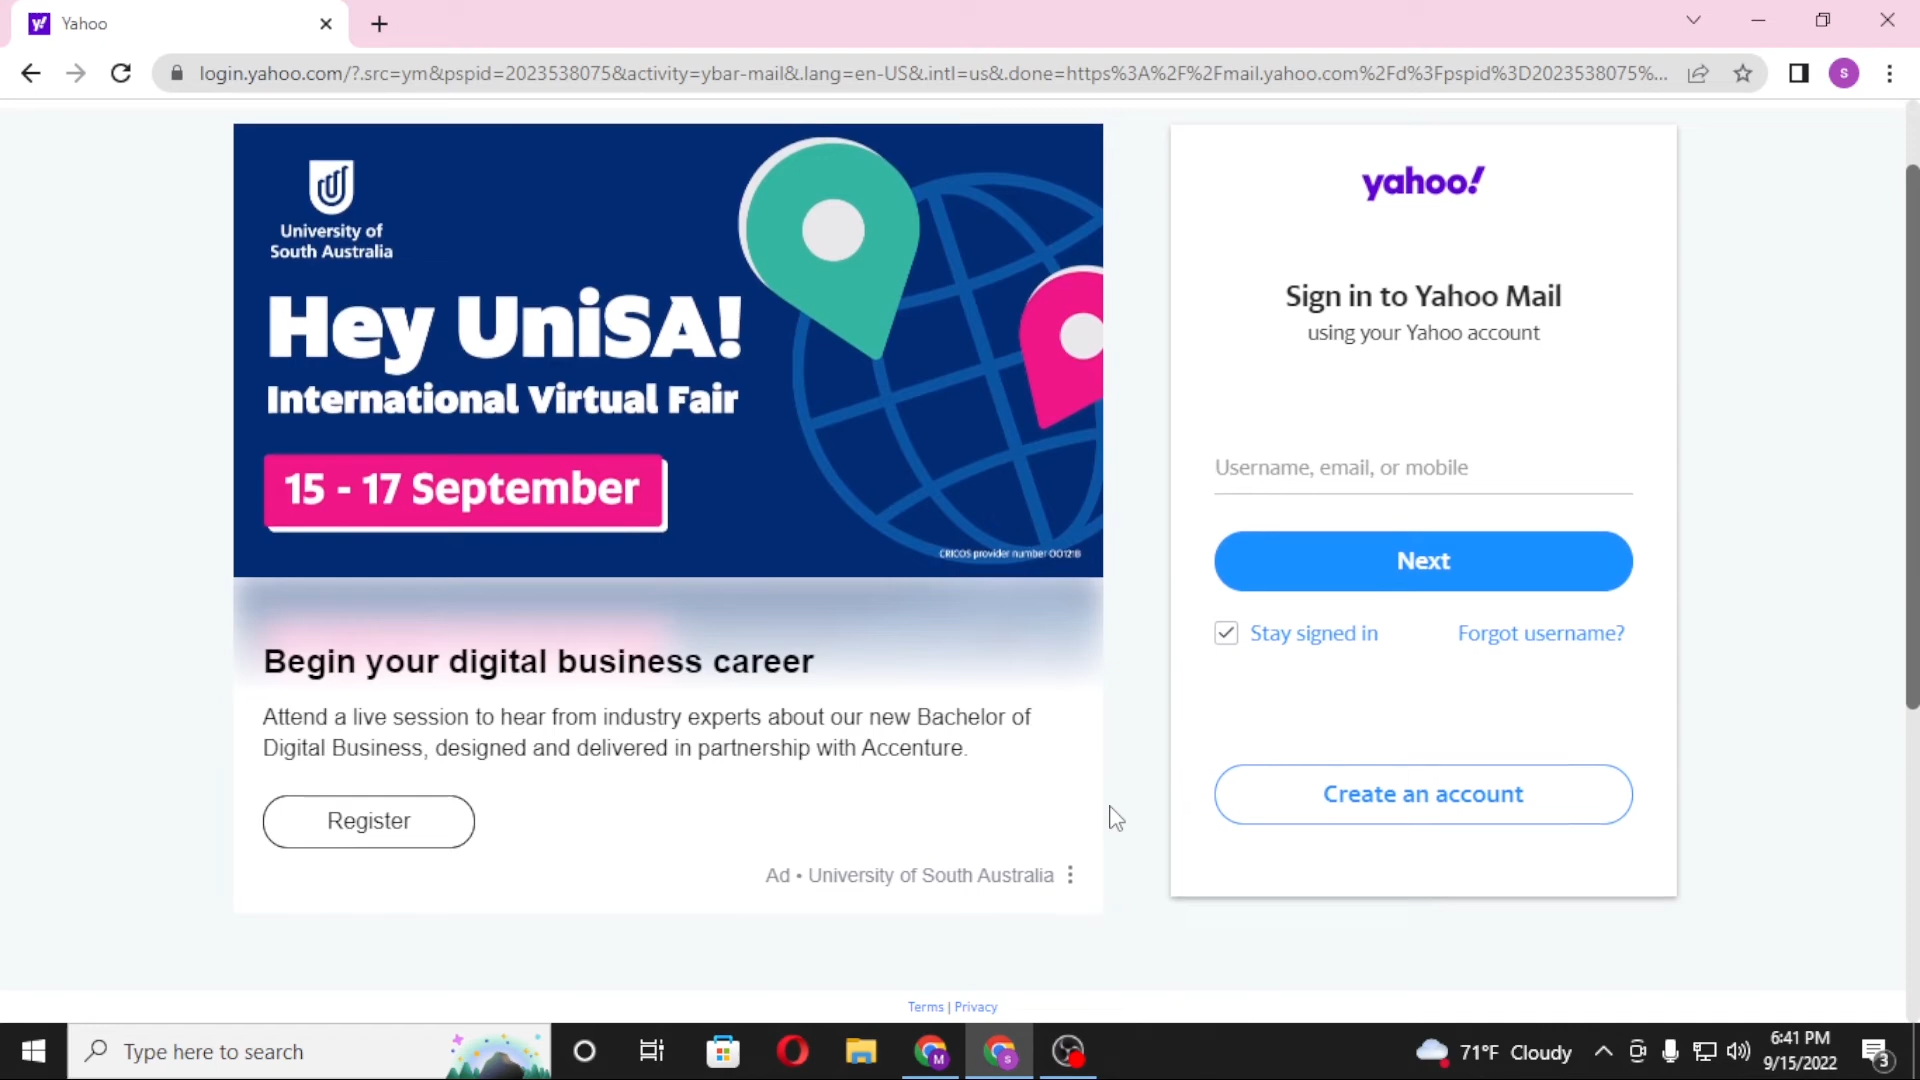 Yahoo
login.yahoo.com/?.src=ym&pspid=2023538075&activity=ybar-mail&.lang=en-US&.intl=us&.done=https%3A%2F%2Fmail.yahoo.com%2Fd%3Fpspid%3D2023538075%...
S
University of
South Australia
Hey UniSA!
International Virtual Fair
15 - 17 September
CRICOS provider number 00121B
Begin your digital business career
Attend a live session to hear from industry experts about our new Bachelor of
Digital Business, designed and delivered in partnership with Accenture.
Register
Ad • University of South Australia
yahoo!
Sign in to Yahoo Mail
using your Yahoo account
Username, email, or mobile
Next
Stay signed in
Forgot username?
Create an account
Terms | Privacy
Type here to search
M
S
71°F Cloudy
6:41 PM
9/15/2022
3